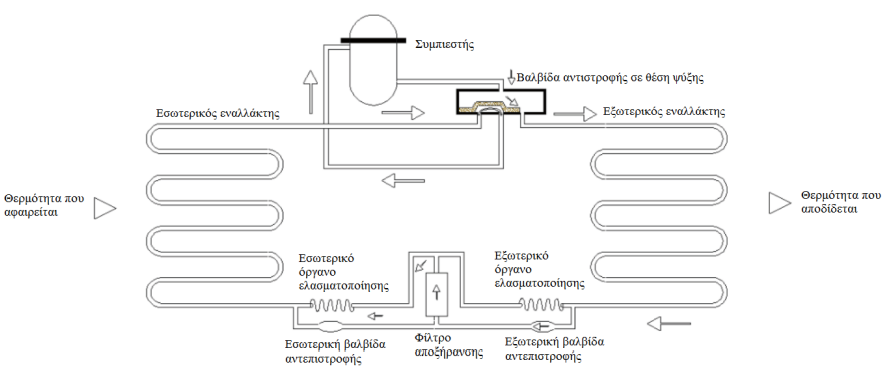 Συμπιεστής
Βαλβίδα αντιστροφής σε θέση ψύξης
Εσωτερικός εναλλάκτης
Εξωτερικός εναλλάκτης
Θερμότητα που
αφαιρείται
Θερμότητα που
αποδίδεται
Εσωτερικό
όργανο
ελασματοποίησης
Εξωτερικό
όργανο
ελασματοποίησης
Εσωτερική βαλβίδα
αντεπιστροφής
Φίλτρο
αποξήρανσης
Εξωτερική βαλβίδα
αντεπιστροφής